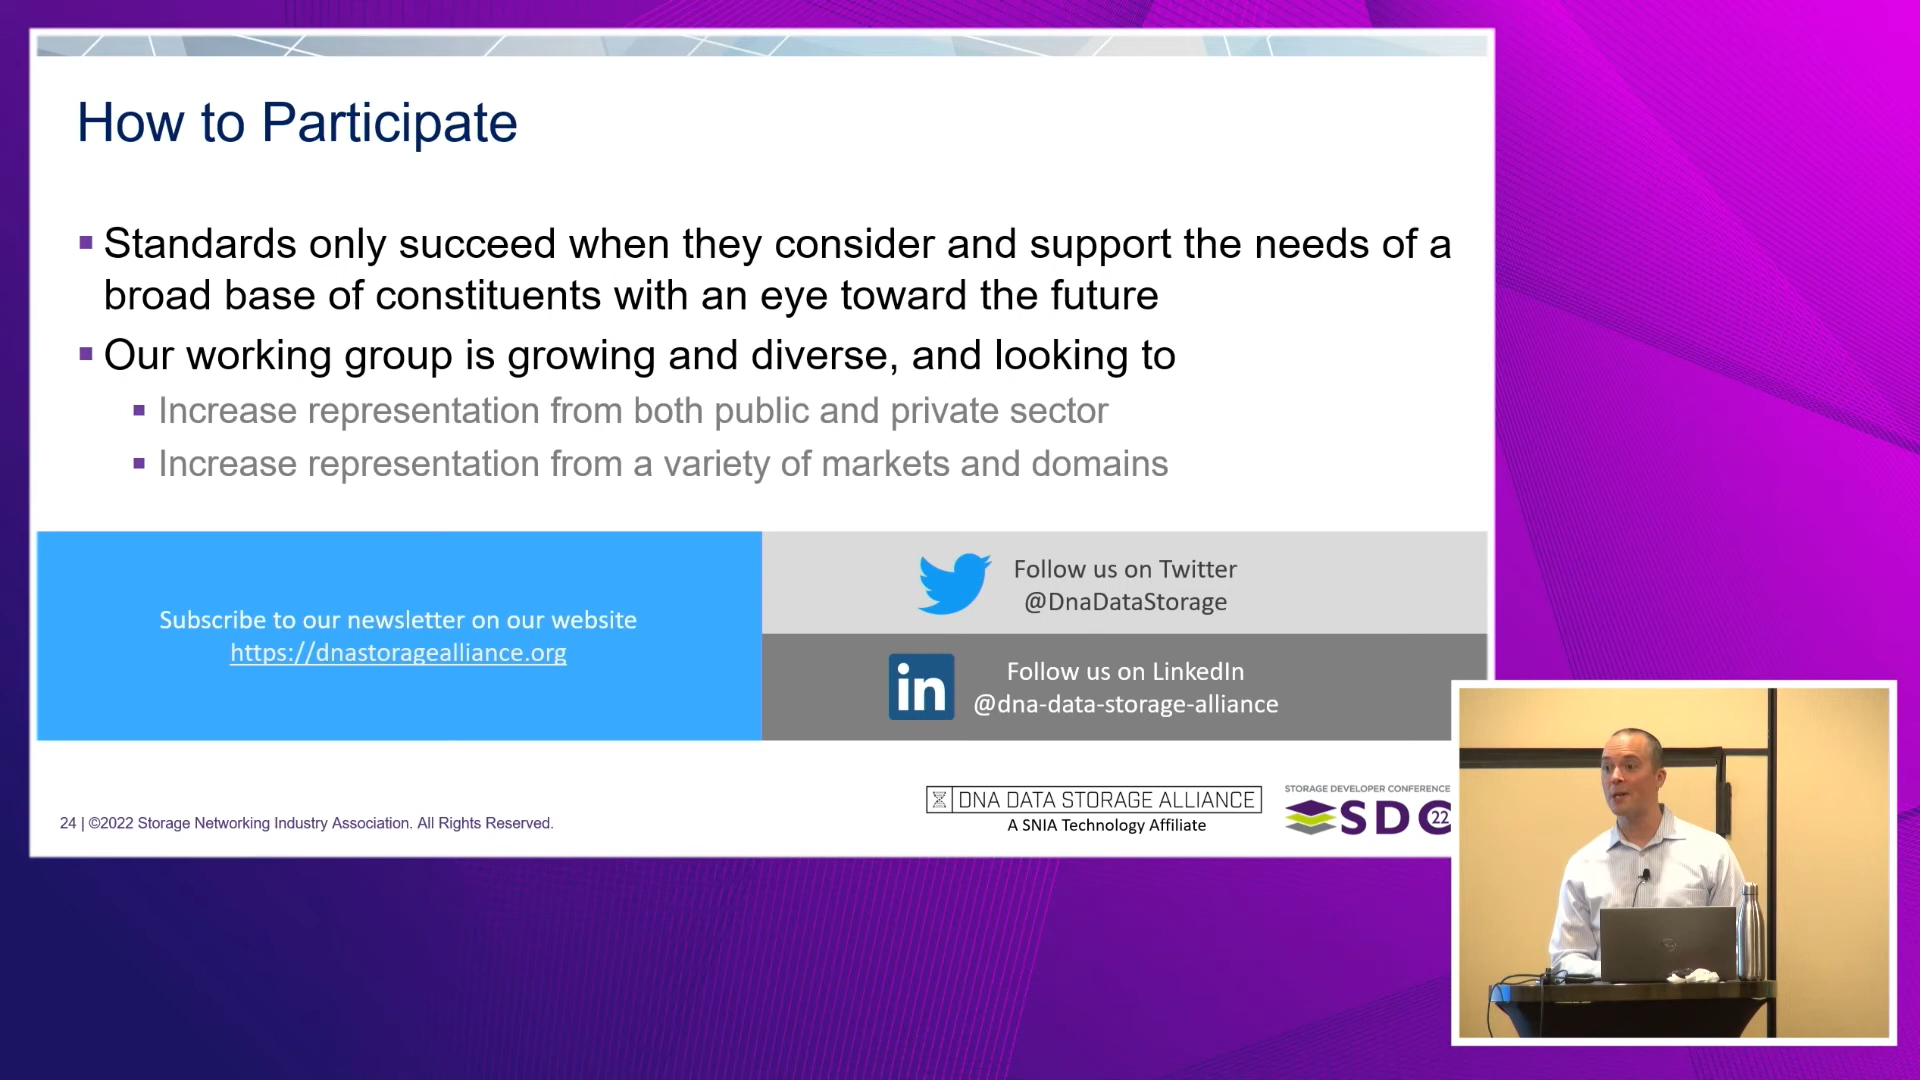 How to Participate
Standards only succeed when they consider and support the needs of a
broad base of constituents with an eye toward the future
Our working group is growing and diverse, and looking to
Increase representation from both public and private sector
Increase representation from a variety of markets and domains
Subscribe to our newsletter on our website
https://dnastoragealliance.org
Follow us on Twitter
@DnaDataStorage
in
Follow us on LinkedIn
@dna-data-storage-alliance
24 | ©2022 Storage Networking Industry Association. All Rights Reserved.
DNA DATA STORAGE ALLIANCE
A SNIA Technology Affiliate
STORAGE DEVELOPER CONFERENCE
SDC 22